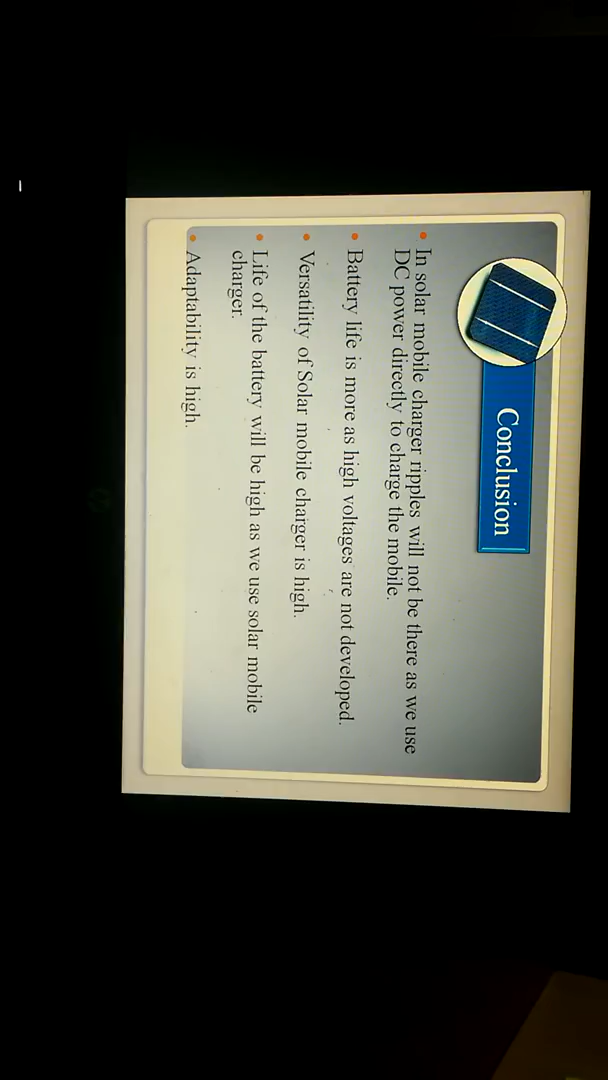 Conclusion
In solar mobile charger ripples will not be there as we use
DC power directly to charge the mobile.
Battery life is more as high voltages are not developed.
Versatility of Solar mobile charger is high.
Life of the battery will be high as we use solar mobile
charger.
Adaptability is high.